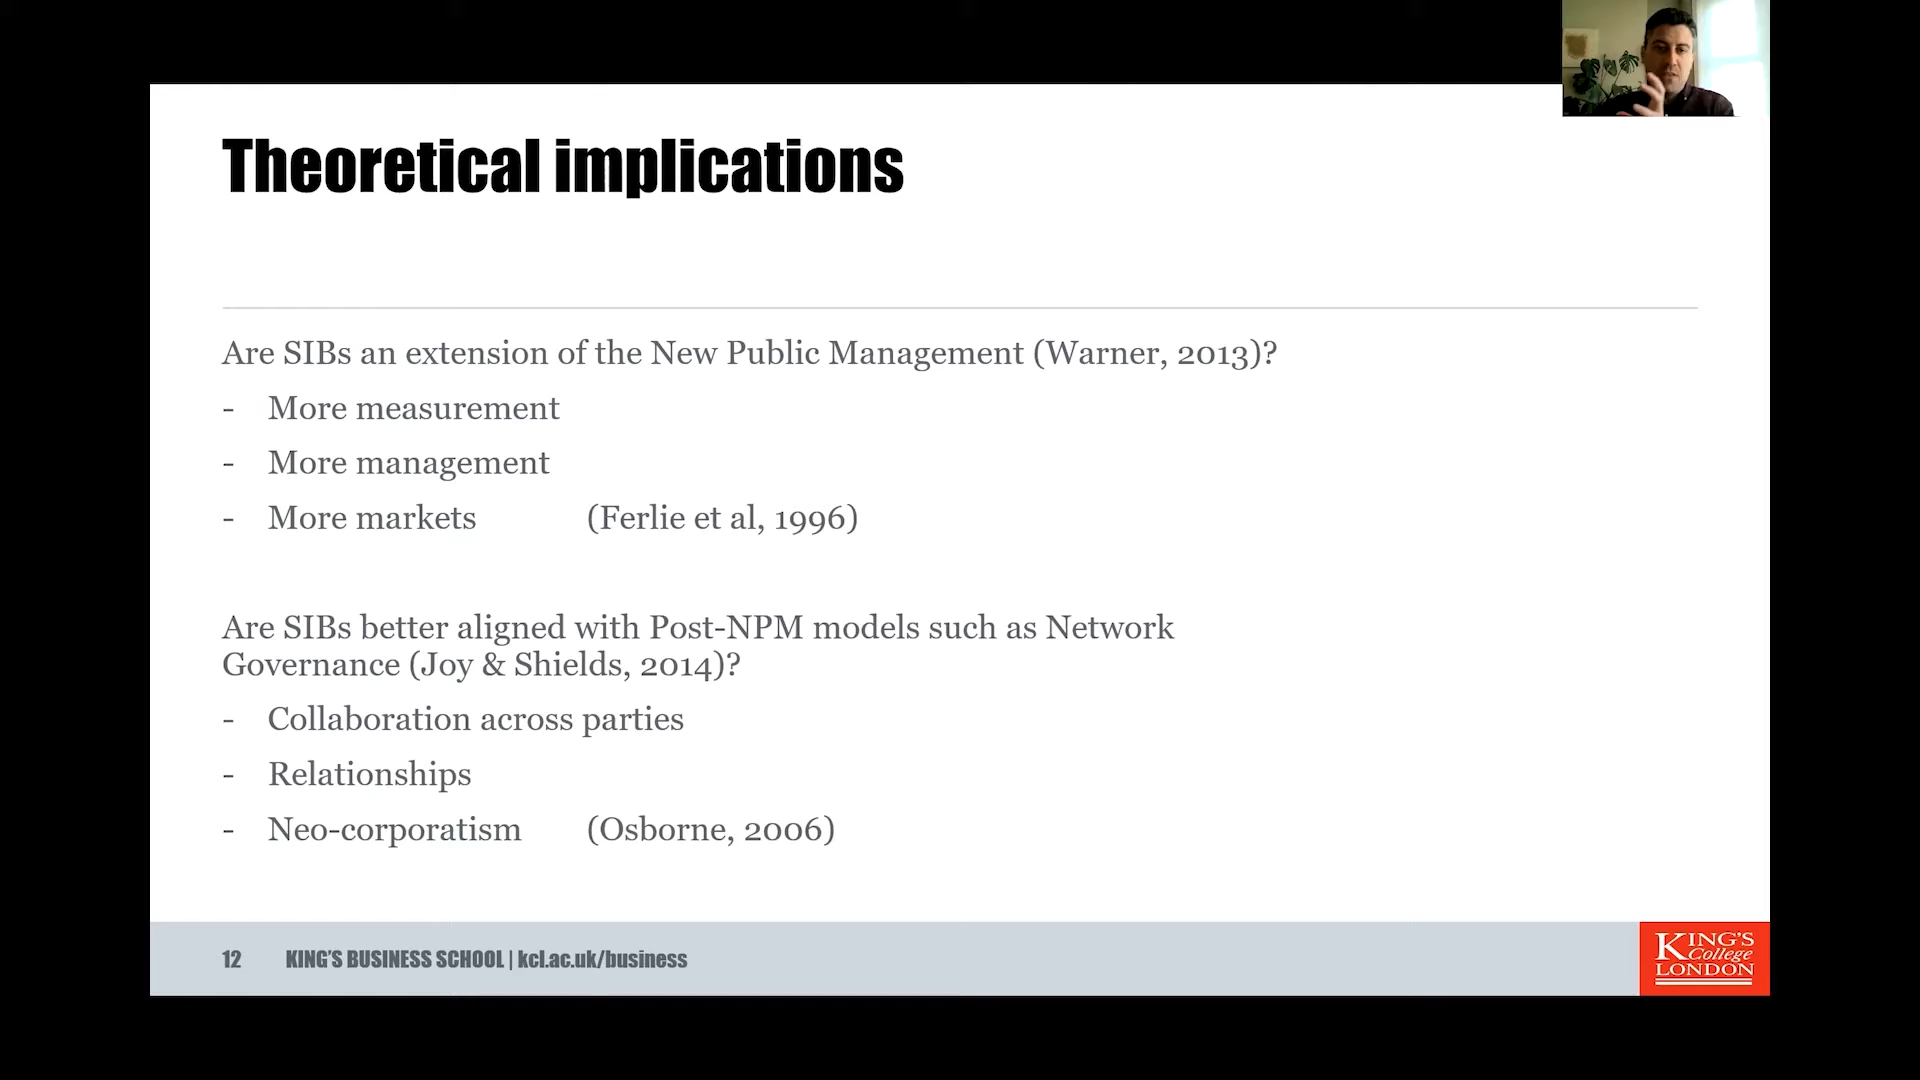 Theoretical implications
Are SIBs an extension of the New Public Management (Warner, 2013)?
- More measurement
- More management
- More markets (Ferlie et al, 1996)
Are SIBs better aligned with Post-NPM models such as Network
Governance (Joy & Shields, 2014)?
- Collaboration across parties
- Relationships
- Neo-corporatism (Osborne, 2006)
12 KING'S BUSINESS SCHOOL | kcl.ac.uk/business
KING'S
College
LONDON